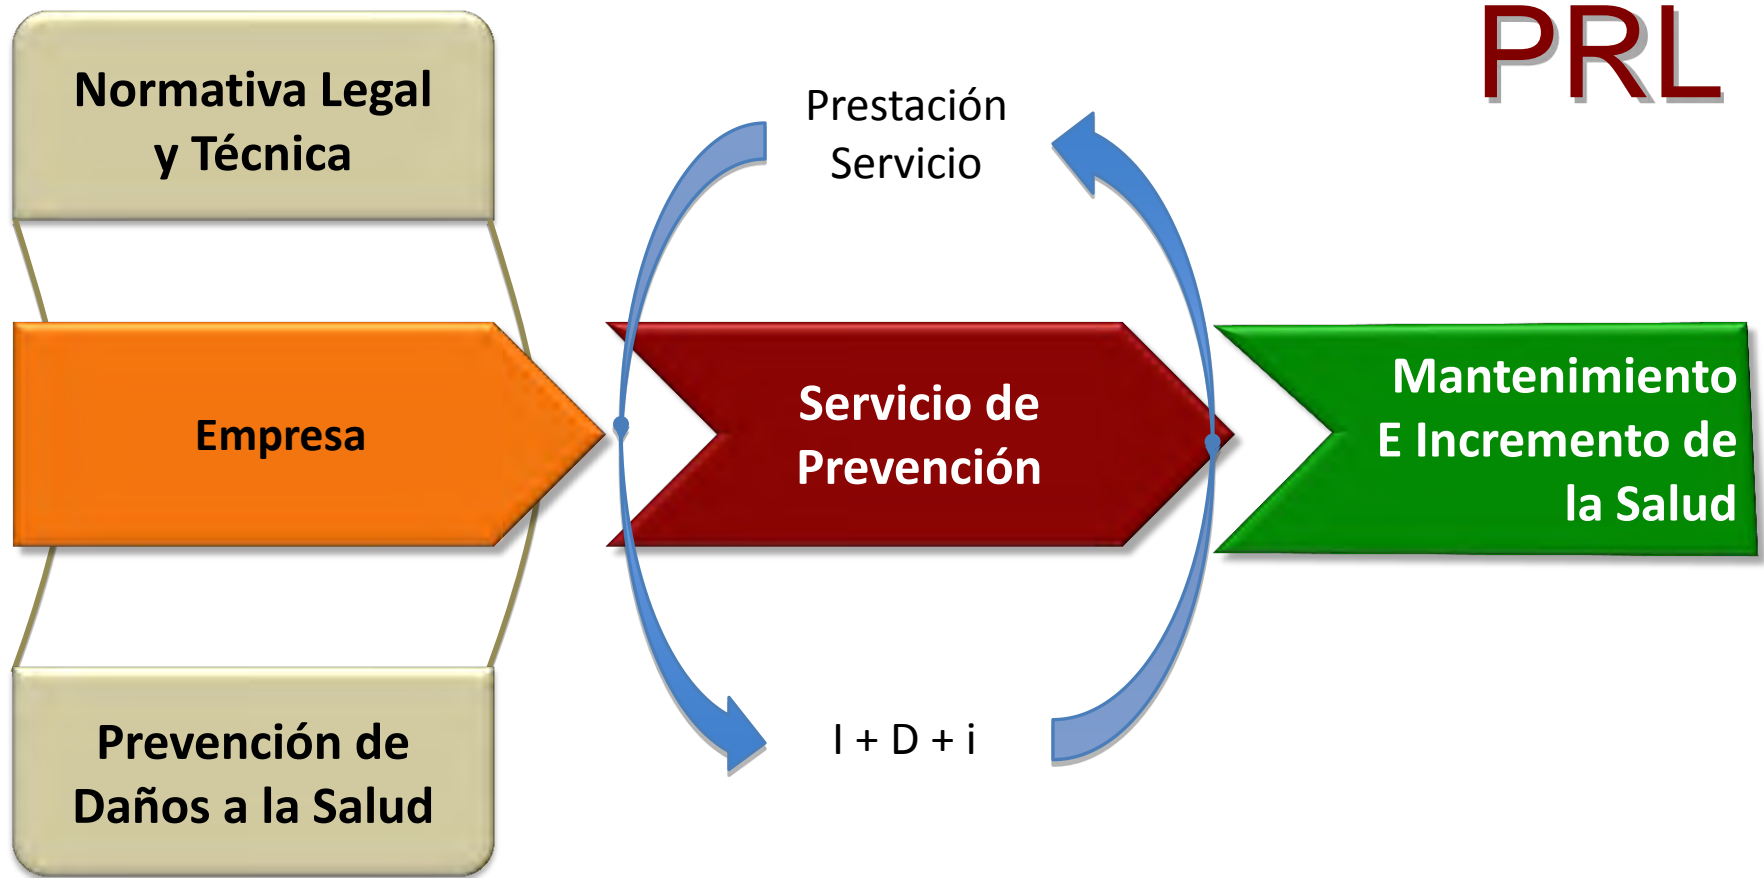 PRL
Normativa Legal
y Técnica
Prestación
Servicio
Empresa
Servicio de
Prevención
Mantenimiento
E Incremento de
la Salud
Prevención de
Daños a la Salud
I + D + i